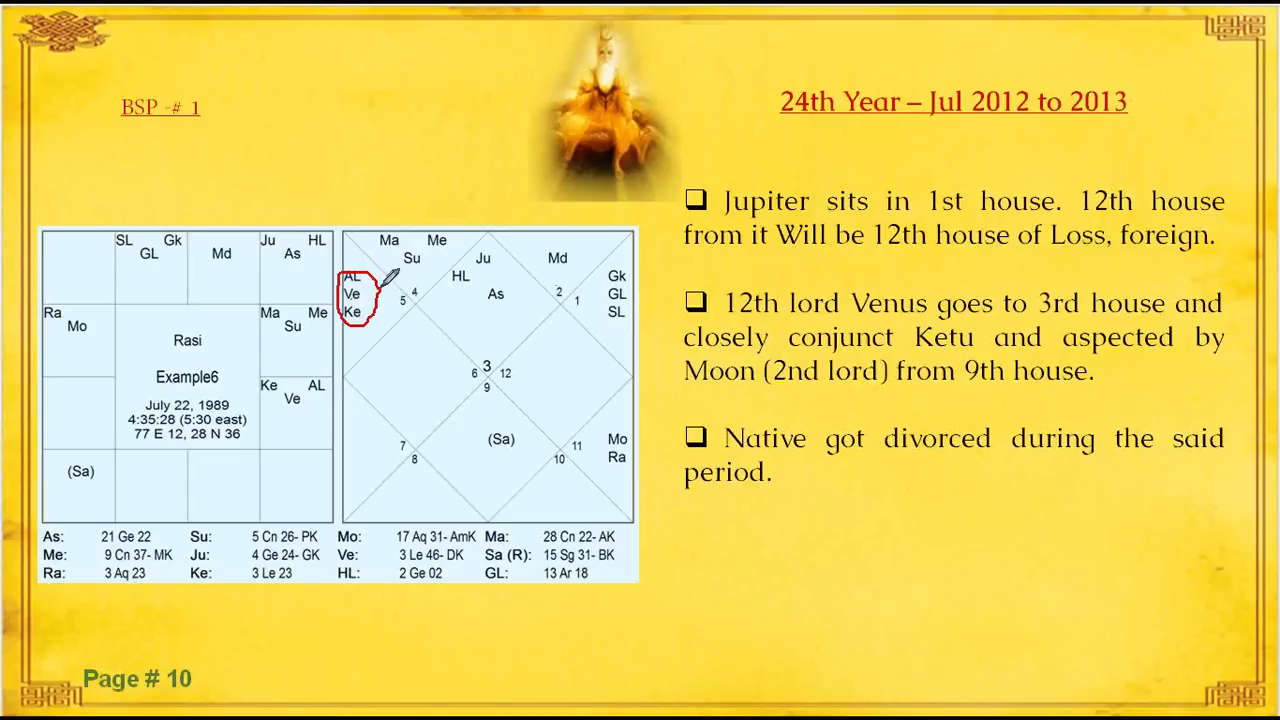 BSP -# 1
24th Year – Jul 2012 to 2013
❑ Jupiter sits in 1st house. 12th house
from it Will be 12th house of Loss, foreign.
❑ 12th lord Venus goes to 3rd house and
closely conjunct Ketu and aspected by
Moon (2nd lord) from 9th house.
❑ Native got divorced during the said
period.
SL Gk
GL
Md
Ju HL
As
Ra
Mo
Ma Me
Su
Rasi
Example6
July 22, 1989
4:35:28 (5:30 east)
77 E 12, 28 N 36
Ke AL
Ve
(Sa)
Ma Me
Su
Ju
HL
As
Md
Gk
GL
SL
AL
Ve
Ke
5 4
2 1
3
6 12
9
7
8
(Sa)
11
10
Mo
Ra
As: 21 Ge 22 Su: 5 Cn 26- PK Mo: 17 Aq 31- AmK Ma: 28 Cn 22- AK
Me: 9 Cn 37- MK Ju: 4 Ge 24- GK Ve: 3 Le 46- DK Sa (R): 15 Sg 31- BK
Ra: 3 Aq 23 Ke: 3 Le 23 HL: 2 Ge 02 GL: 13 Ar 18
Page # 10